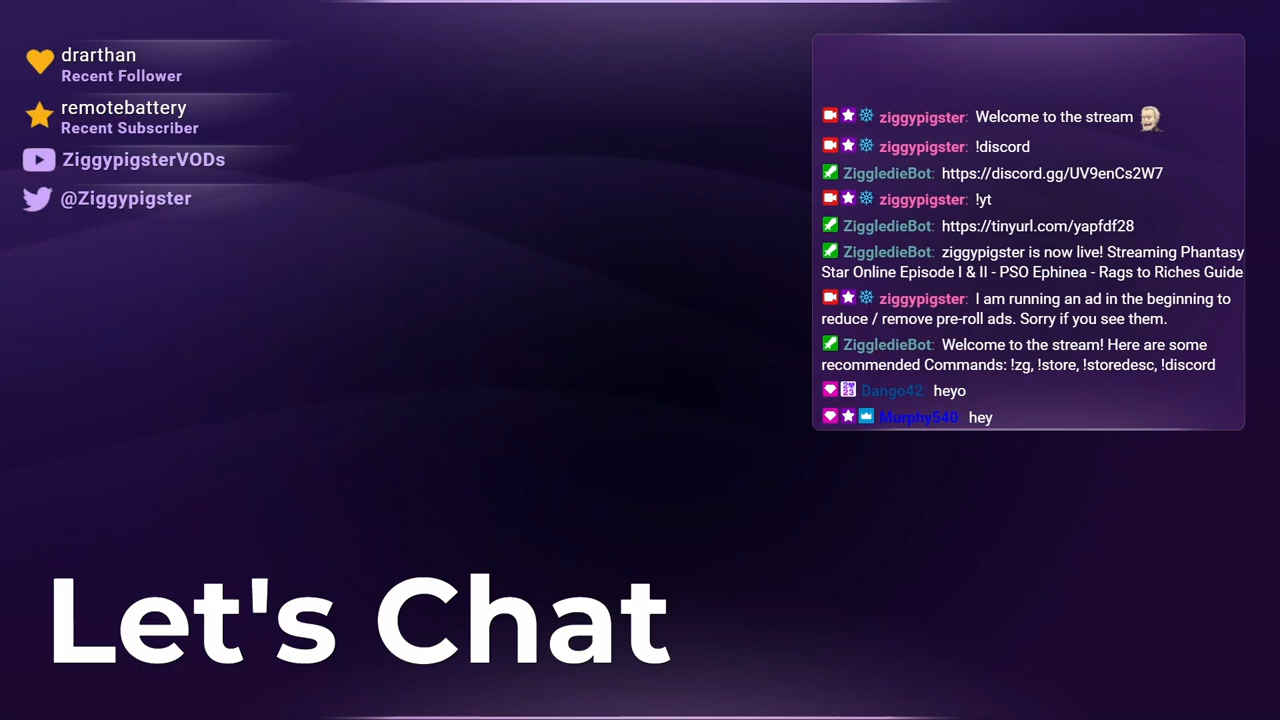 drarthan
Recent Follower
remotebattery
Recent Subscriber
ZiggypigsterVODs
@Ziggypigster
ziggypigster: Welcome to the stream
ziggypigster: !discord
ZiggledieBot: https://discord.gg/UV9enCs2W7
ziggypigster: !yt
ZiggledieBot: https://tinyurl.com/yapfdf28
ZiggledieBot: ziggypigster is now live! Streaming Phantasy
Star Online Episode I & II - PSO Ephinea - Rags to Riches Guide
ziggypigster: I am running an ad in the beginning to
reduce / remove pre-roll ads. Sorry if you see them.
ZiggledieBot: Welcome to the stream! Here are some
recommended Commands: !zg, !store, !storedesc, !discord
Dango42: heyo
Murphy540: hey
Let's Chat